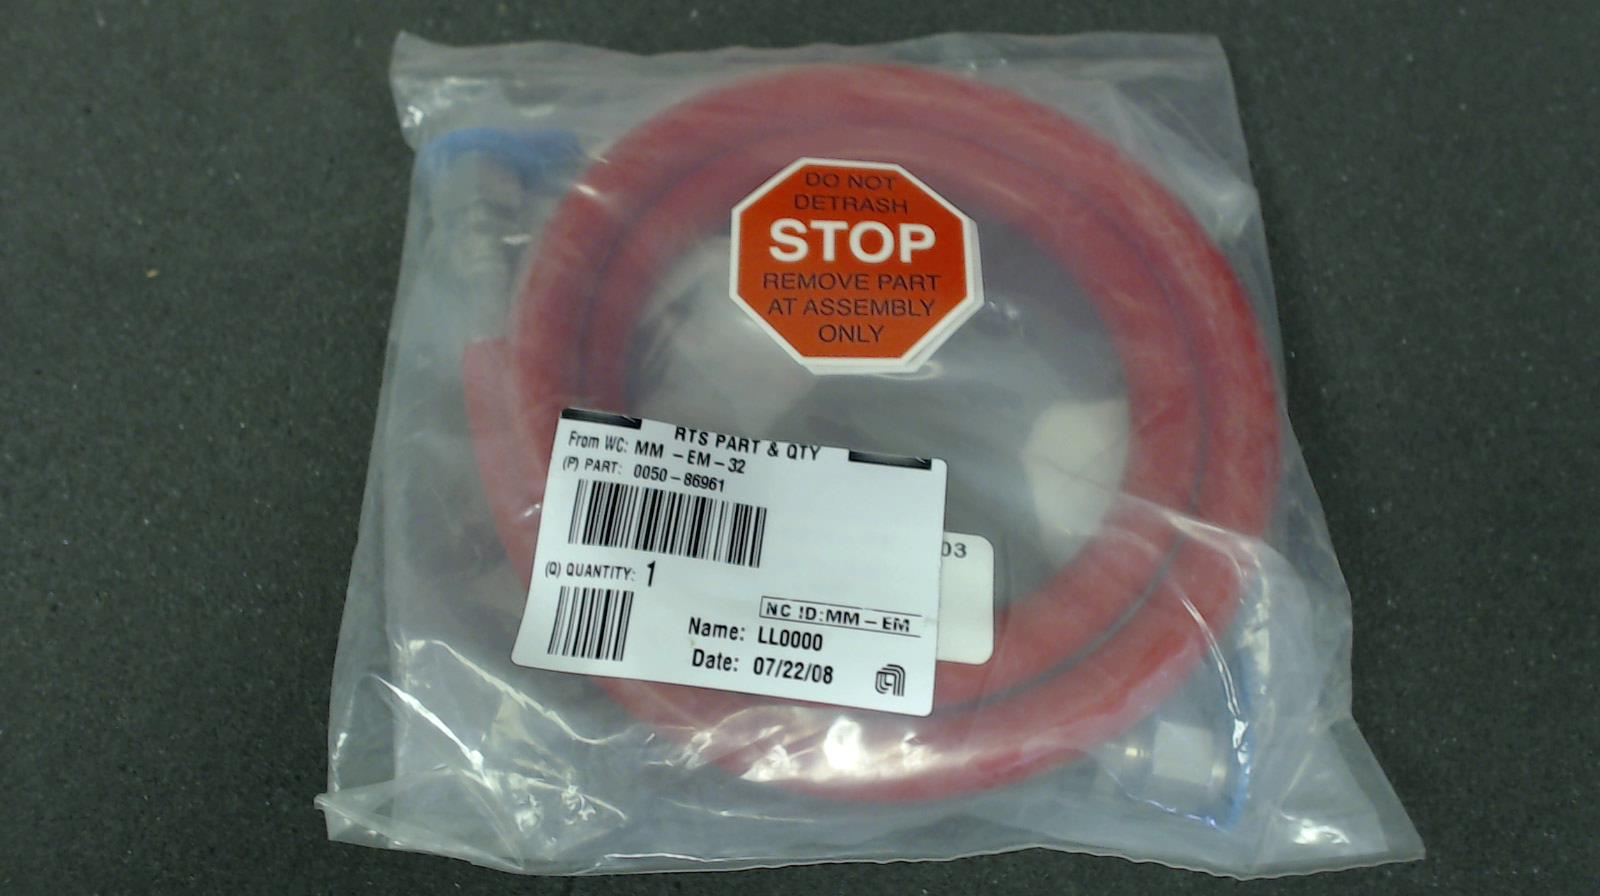 DO NOT
DETRASH
STOP
REMOVE PART
AT ASSEMBLY
ONLY
RTS PART & QTY
From WC: MM -EM-32
(P) PART: 0050-86961
03
(Q) QUANTITY: 1
NC ID:MM-EM
Name: LL0000
Date: 07/22/08